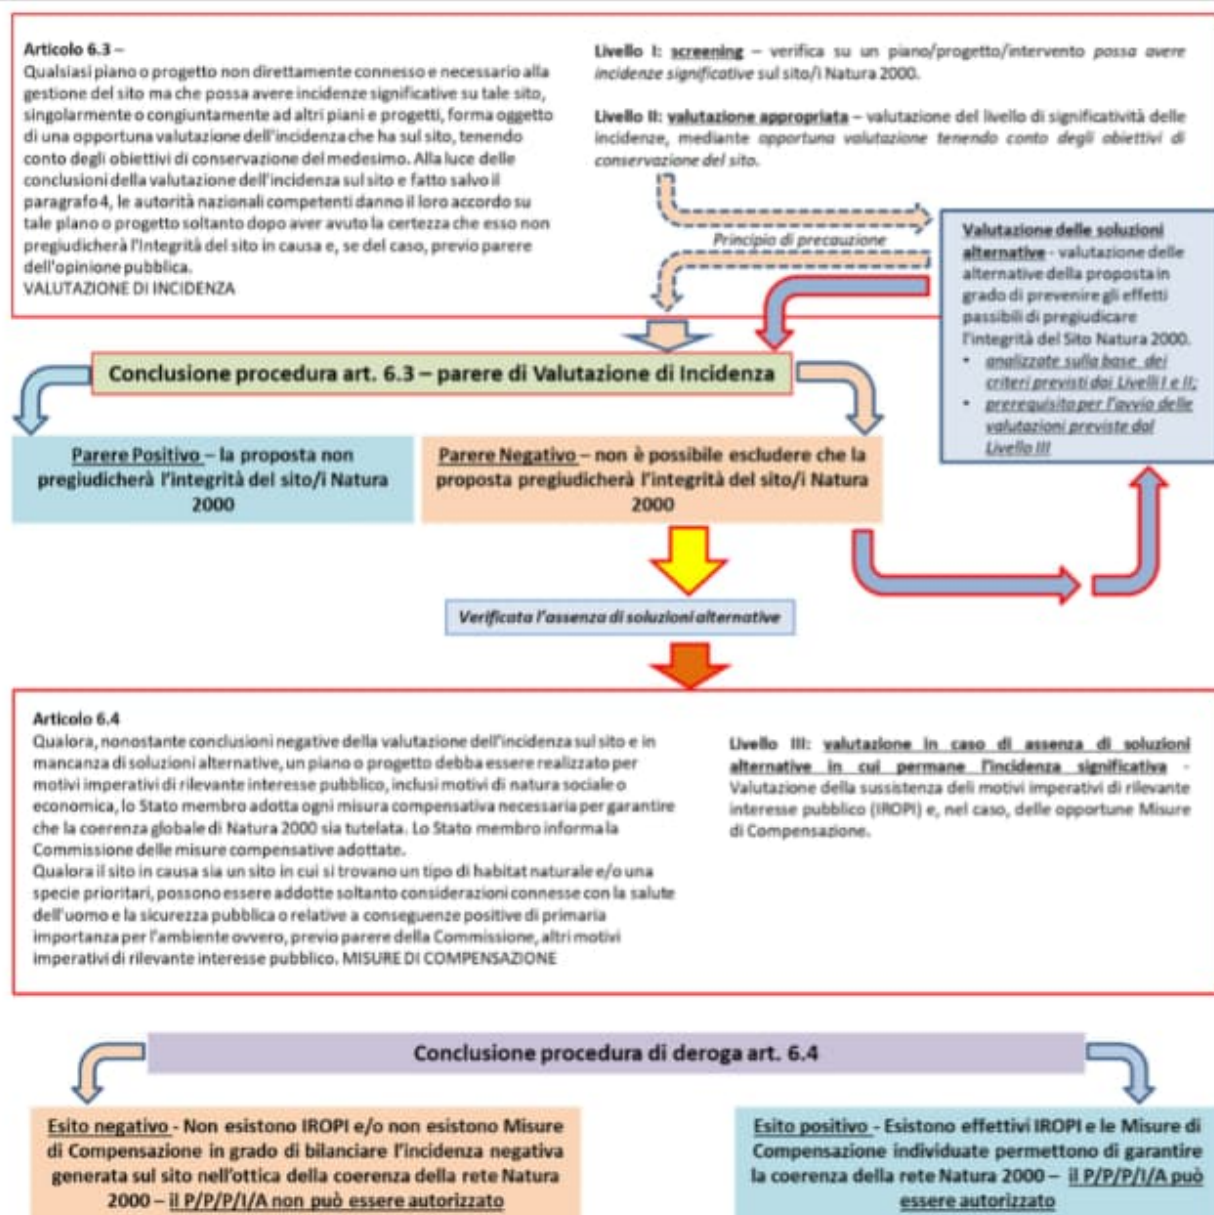 Articolo 6.3 –
Qualsiasi piano o progetto non direttamente connesso e necessario alla
gestione del sito ma che possa avere incidenze significative su tale sito,
singolarmente o congiuntamente ad altri piani e progetti, forma oggetto
di una opportuna valutazione dell'incidenza che ha sul sito, tenendo
conto degli obiettivi di conservazione del medesimo. Alla luce delle
conclusioni della valutazione dell'incidenza sul sito e fatto salvo il
paragrafo 4, le autorità nazionali competenti danno il loro accordo su
tale piano o progetto soltanto dopo aver avuto la certezza che esso non
pregiudicherà l'integrità del sito in causa e, se del caso, previo parere
dell'opinione pubblica.
VALUTAZIONE DI INCIDENZA
Livello I: screening – verifica su un piano/progetto/intervento possa avere
incidenze significative sul sito/i Natura 2000.
Livello II: valutazione appropriata – valutazione del livello di significatività delle
incidenze, mediante opportuna valutazione tenendo conto degli obiettivi di
conservazione del sito.
Principio di precauzione
Valutazione delle soluzioni
alternative - valutazione delle
alternative della proposta in
grado di prevenire gli effetti
passibili di pregiudicare
l'integrità del Sito Natura 2000.
• analizzate sulla base dei
criteri previsti dai Livelli I e II;
• prerequisito per l'avvio delle
valutazioni previste dal
Livello III
Conclusione procedura art. 6.3 – parere di Valutazione di Incidenza
Parere Positivo – la proposta non
pregiudicherà l'integrità del sito/i Natura
2000
Parere Negativo – non è possibile escludere che la
proposta pregiudicherà l'integrità del sito/i Natura
2000
Verificata l'assenza di soluzioni alternative
Articolo 6.4
Qualora, nonostante conclusioni negative della valutazione dell'incidenza sul sito e in
mancanza di soluzioni alternative, un piano o progetto debba essere realizzato per
motivi imperativi di rilevante interesse pubblico, inclusi motivi di natura sociale o
economica, lo Stato membro adotta ogni misura compensativa necessaria per garantire
che la coerenza globale di Natura 2000 sia tutelata. Lo Stato membro informa la
Commissione delle misure compensative adottate.
Qualora il sito in causa sia un sito in cui si trovano un tipo di habitat naturale e/o una
specie prioritari, possono essere addotte soltanto considerazioni connesse con la salute
dell'uomo e la sicurezza pubblica o relative a conseguenze positive di primaria
importanza per l'ambiente ovvero, previo parere della Commissione, altri motivi
imperativi di rilevante interesse pubblico. MISURE DI COMPENSAZIONE
Livello III: valutazione in caso di assenza di soluzioni
alternative in cui permane l'incidenza significativa -
Valutazione della sussistenza deli motivi imperativi di rilevante
interesse pubblico (IROPI) e, nel caso, delle opportune Misure
di Compensazione.
Conclusione procedura di deroga art. 6.4
Esito negativo - Non esistono IROPI e/o non esistono Misure
di Compensazione in grado di bilanciare l'incidenza negativa
generata sul sito nell'ottica della coerenza della rete Natura
2000 – il P/P/P/I/A non può essere autorizzato
Esito positivo - Esistono effettivi IROPI e le Misure di
Compensazione individuate permettono di garantire
la coerenza della rete Natura 2000 – il P/P/P/I/A può
essere autorizzato